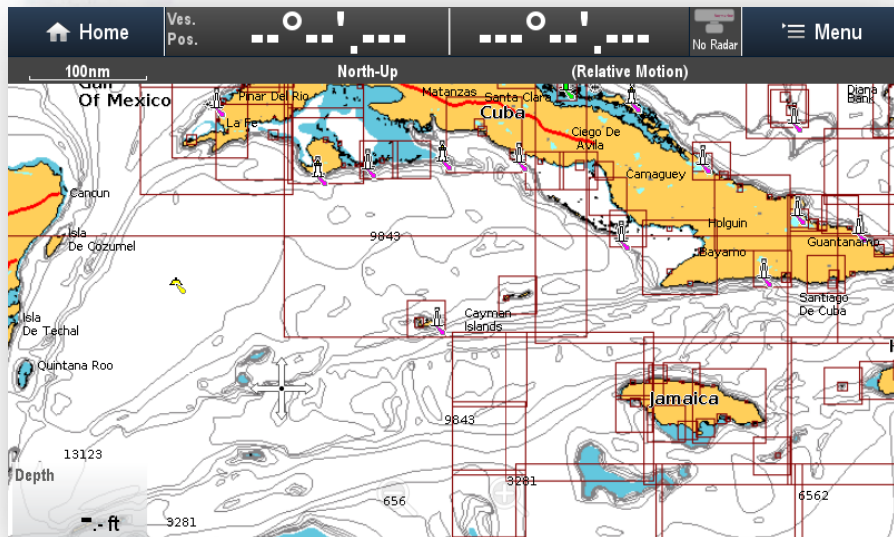 Home
Ves.
Pos.
--°--'.---
---°--'.---
No Radar
Menu
100nm
North-Up
(Relative Motion)
Gulf
Of Mexico
Pinar Del Rio
Matanzas
Santa Clara
Diana
Bank
La Fe
Cuba
Ciego De
Avila
Camaguey
Cancun
Holguin
Isla
De Cozumel
9843
Bayamo
Guantanamo
Isla
De Techal
Cayman
Islands
Santiago
De Cuba
Quintana Roo
H
Jamaica
9843
13123
Depth
3281
656
6562
-.- ft
3281